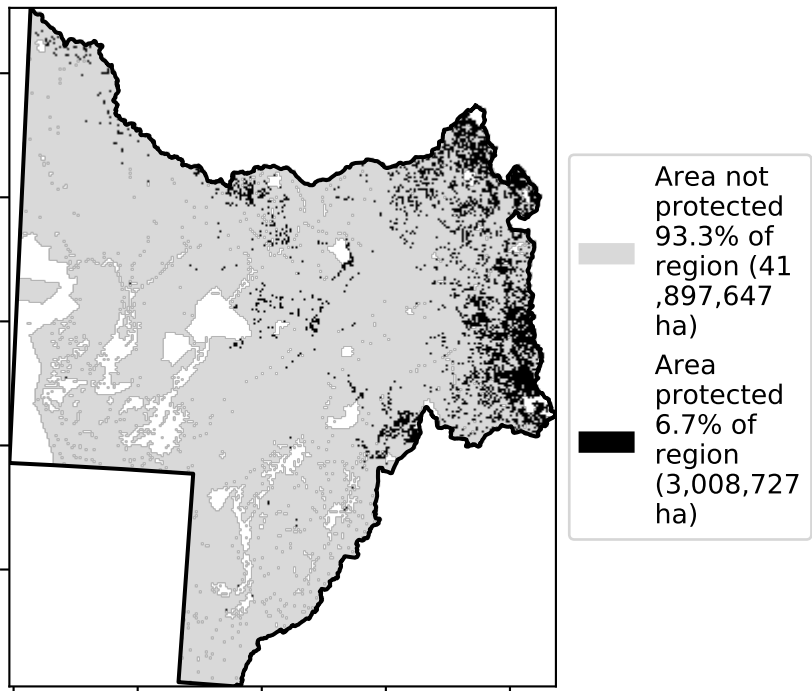 Area not
protected
93.3% of
region (41
,897,647
ha)
Area
protected
6.7% of
region
(3,008,727
ha)